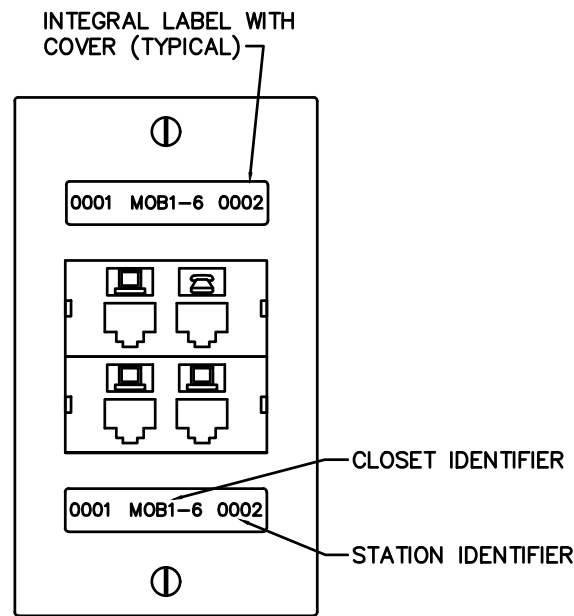 INTEGRAL LABEL WITH
COVER (TYPICAL)
0001 MOB1-6 0002
CLOSET IDENTIFIER
0001 MOB1-6 0002
STATION IDENTIFIER